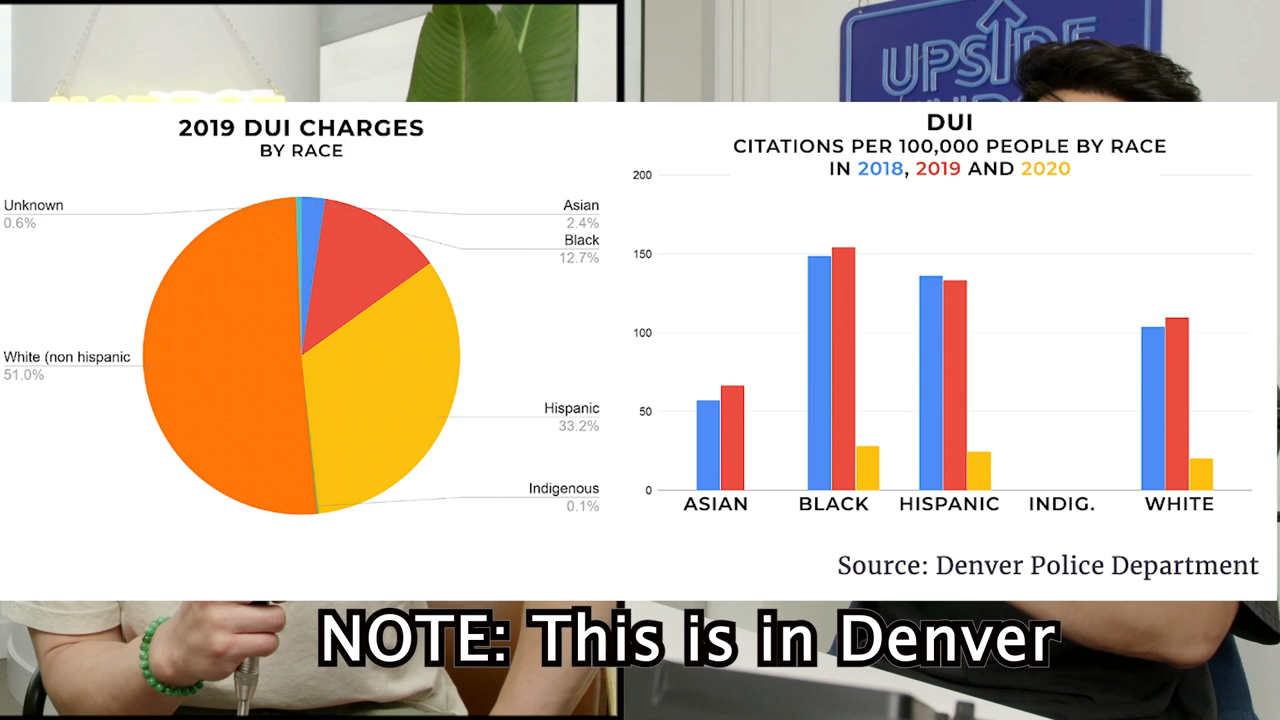 UPSIDE
2019 DUI CHARGES
BY RACE
Unknown
0.6%
Asian
2.4%
Black
12.7%
White (non hispanic
51.0%
Hispanic
33.2%
Indigenous
0.1%
DUI
CITATIONS PER 100,000 PEOPLE BY RACE
IN 2018, 2019 AND 2020
200
150
100
50
0
ASIAN BLACK HISPANIC INDIG. WHITE
Source: Denver Police Department
NOTE: This is in Denver